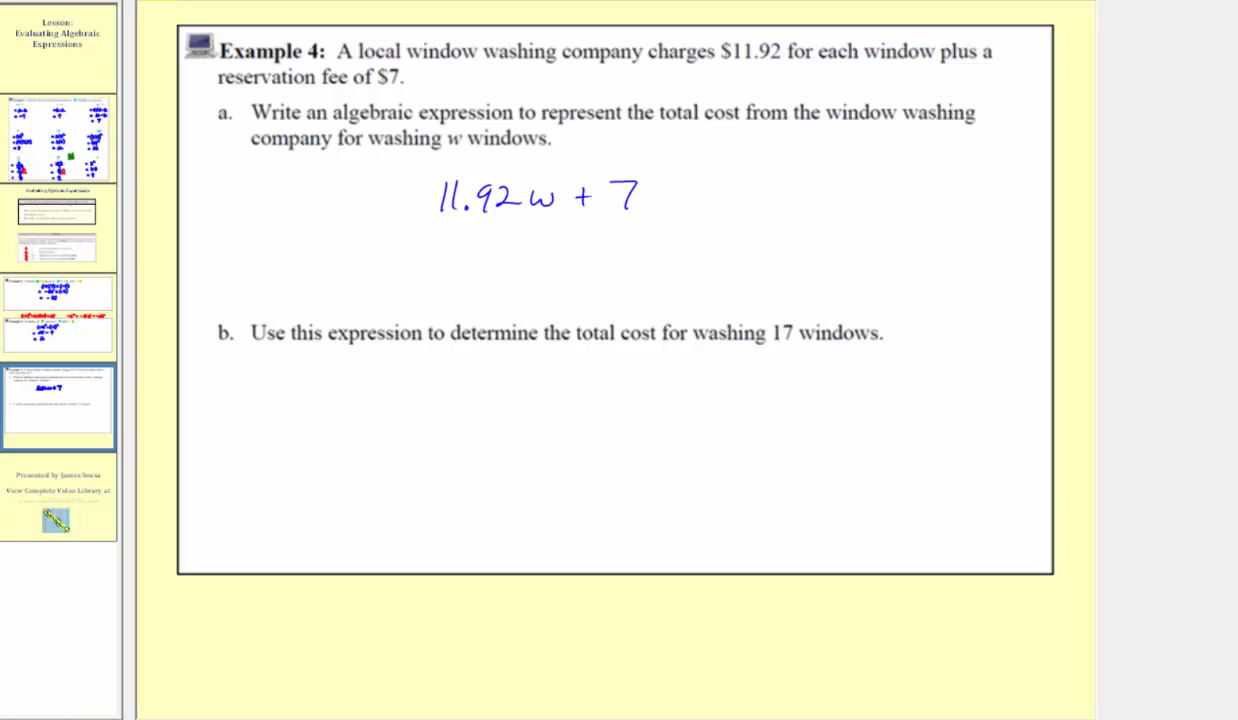 Lesson:
Evaluating Algebraic
Expressions
Presented by James Sousa
View Complete Video Library at
Example 4: A local window washing company charges $11.92 for each window plus a
reservation fee of $7.
a. Write an algebraic expression to represent the total cost from the window washing
company for washing w windows.
11.92w + 7
b. Use this expression to determine the total cost for washing 17 windows.